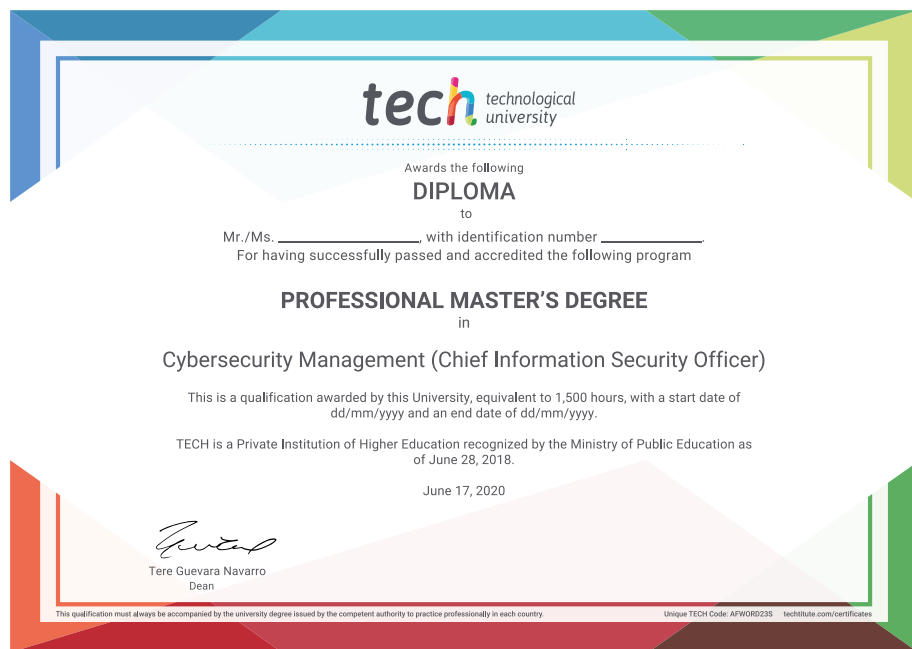 tech technological
university
Awards the following
DIPLOMA
to
Mr./Ms. ____________________, with identification number ______________.
For having successfully passed and accredited the following program
PROFESSIONAL MASTER'S DEGREE
in
Cybersecurity Management (Chief Information Security Officer)
This is a qualification awarded by this University, equivalent to 1,500 hours, with a start date of
dd/mm/yyyy and an end date of dd/mm/yyyy.
TECH is a Private Institution of Higher Education recognized by the Ministry of Public Education as
of June 28, 2018.
June 17, 2020
Tere Guevara Navarro
Dean
This qualification must always be accompanied by the university degree issued by the competent authority to practice professionally in each country. Unique TECH Code: AFWORD23S techtitute.com/certificates